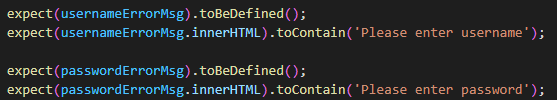 expect(usernameErrorMsg).toBeDefined();
expect(usernameErrorMsg.innerHTML).toContain('Please enter username');
expect(passwordErrorMsg).toBeDefined();
expect(passwordErrorMsg.innerHTML).toContain('Please enter password');